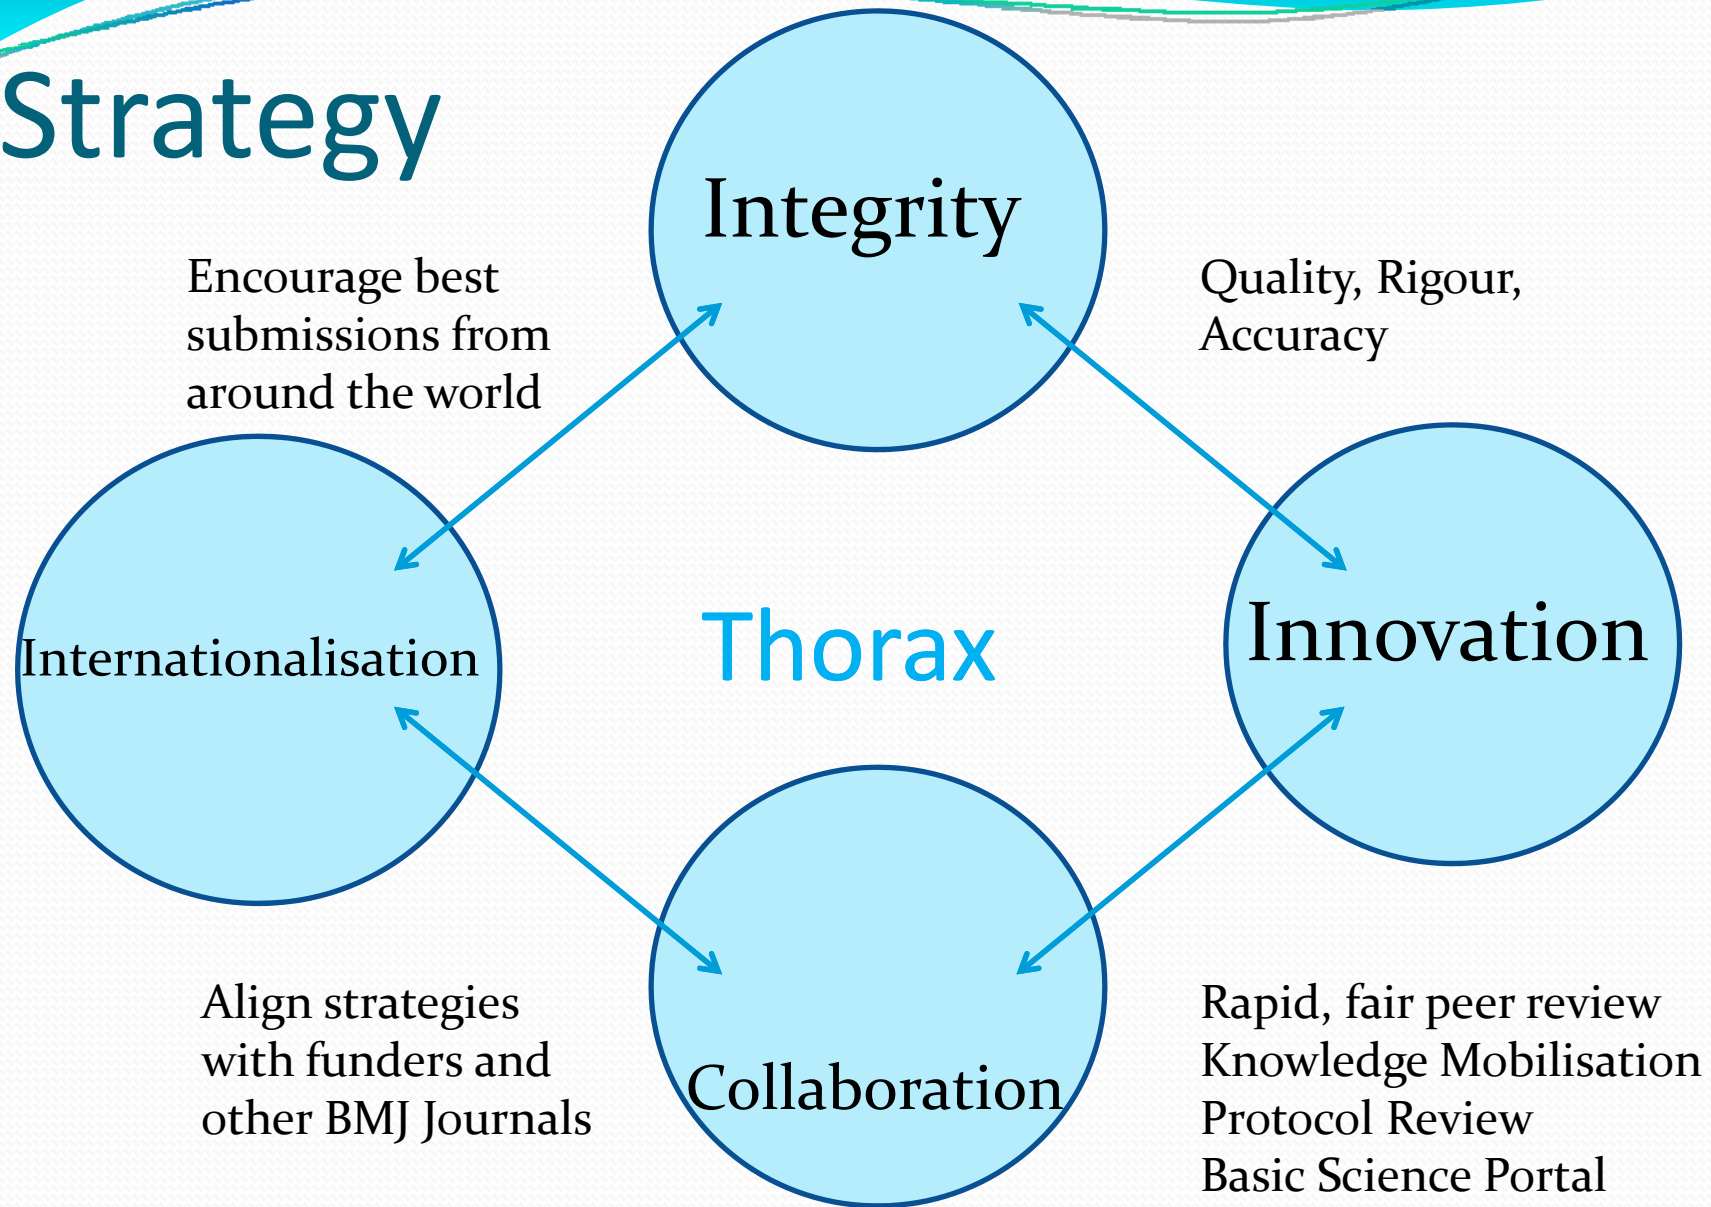 Strategy
Integrity
Encourage best
submissions from
around the world
Quality, Rigour,
Accuracy
Internationalisation
Thorax
Innovation
Align strategies
with funders and
other BMJ Journals
Collaboration
Rapid, fair peer review
Knowledge Mobilisation
Protocol Review
Basic Science Portal